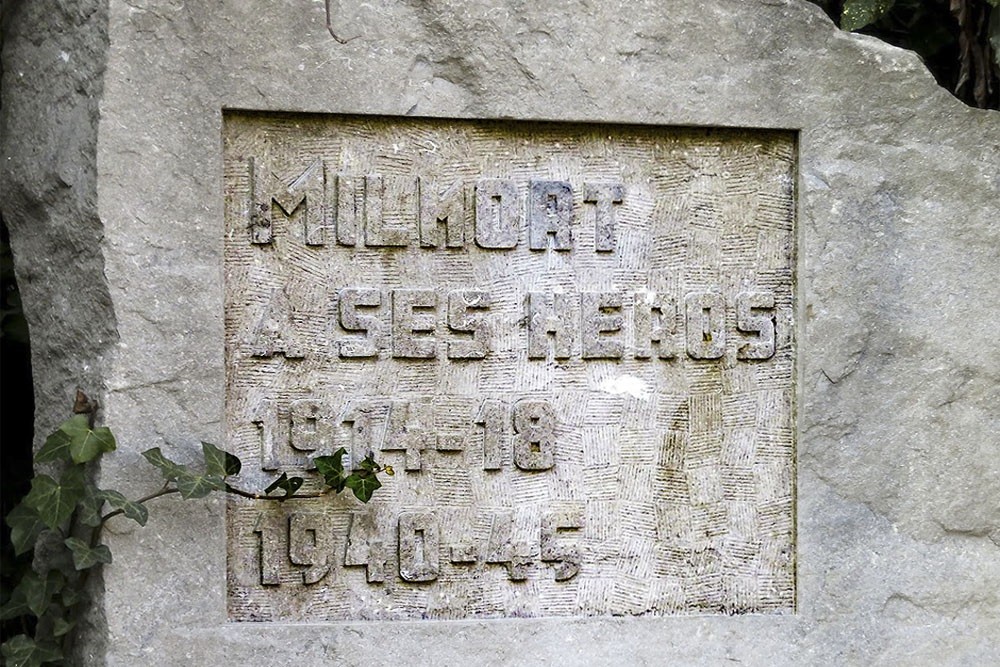 MILMORT
A SES HEROS
1914-18
1940-45